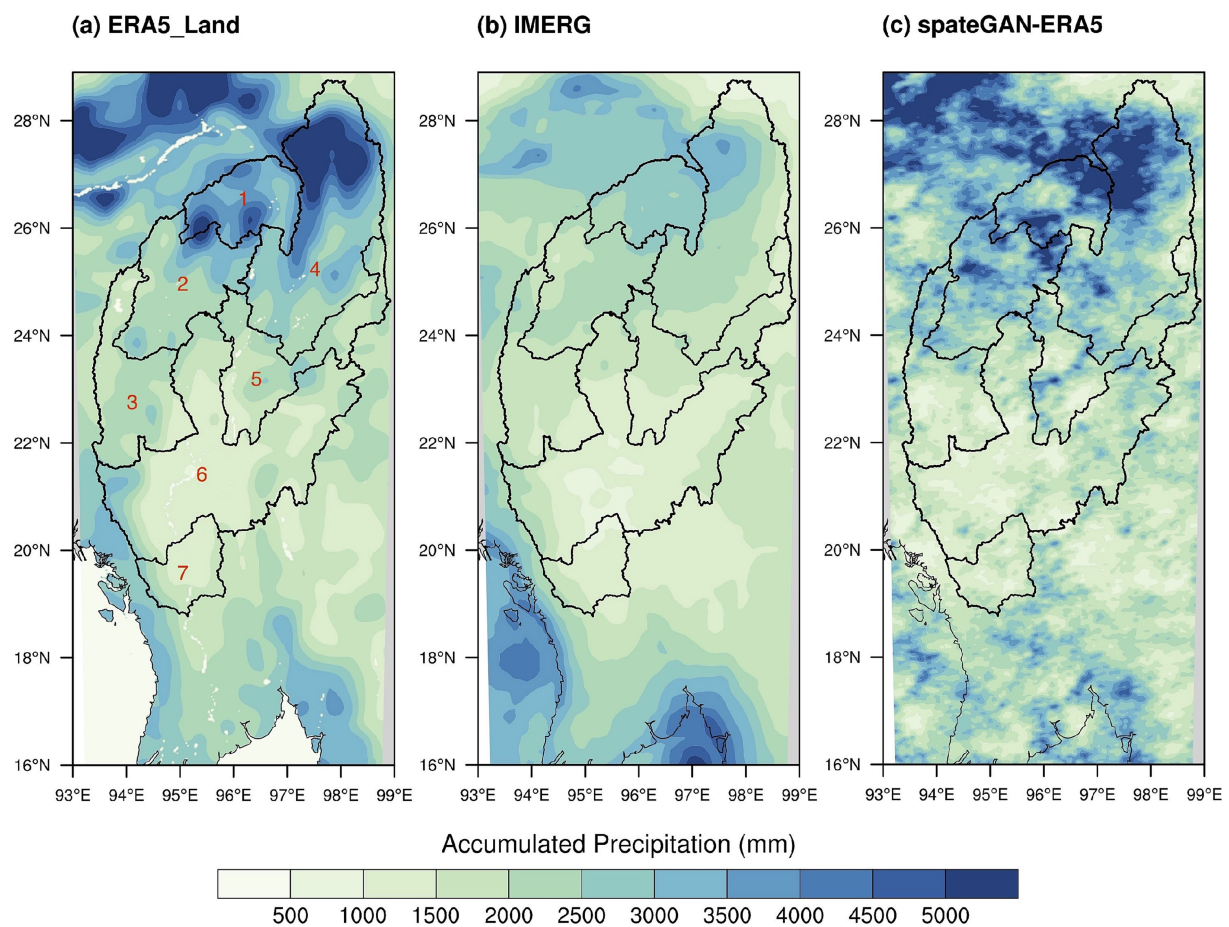 (a) ERA5_Land
(b) IMERG
(c) spateGAN-ERA5
28°N
26°N
24°N
22°N
20°N
18°N
16°N
1
2
3
4
5
6
7
93°E 94°E 95°E 96°E 97°E 99°E
28°N
26°N
24°N
22°N
20°N
18°N
16°N
93°E 94°E 95°E 96°E 97°E 99°E
28°N
26°N
24°N
22°N
20°N
18°N
16°N
93°E 94°E 95°E 96°E 97°E 99°E
Accumulated Precipitation (mm)
500 1000 1500 2000 2500 3000 3500 4000 4500 5000